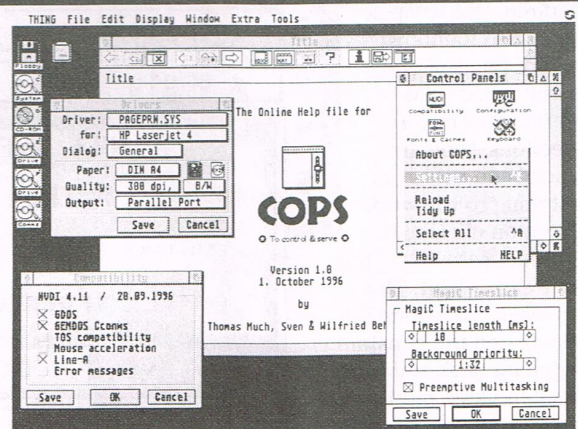 THING File Edit Display Window Extra Tools
Title
Title
Floppy
System
CD-ROM
Drive
Drive
Comms
The Online Help file for
COPS
To control & serve
Version 1.0
1. October 1996
by
Thomas Much, Sven & Wilfried
Drivers
Driver: PAGEPRN.SYS
for: HP Laserjet 4
Dialog: General
Paper: DIN A4
Quality: 300 dpi, B/W
Output: Parallel Port
Save Cancel
Control Panels
Compatibility Configuration
Fonts & Caches Keyboard
About COPS...
Settings...
Reload
Tidy Up
Select All ^A
Help HELP
Compatibility
NVDI 4.11 / 28.09.1996
GDOS
GEMDOS Cconws
TOS compatibility
Mouse acceleration
Line-A
Error messages
Save OK Cancel
MagiC Timeslice
MagiC Timeslice
Timeslice length [ms]:
10
Background priority:
1:32
Preemptive Multitasking
Save OK Cancel